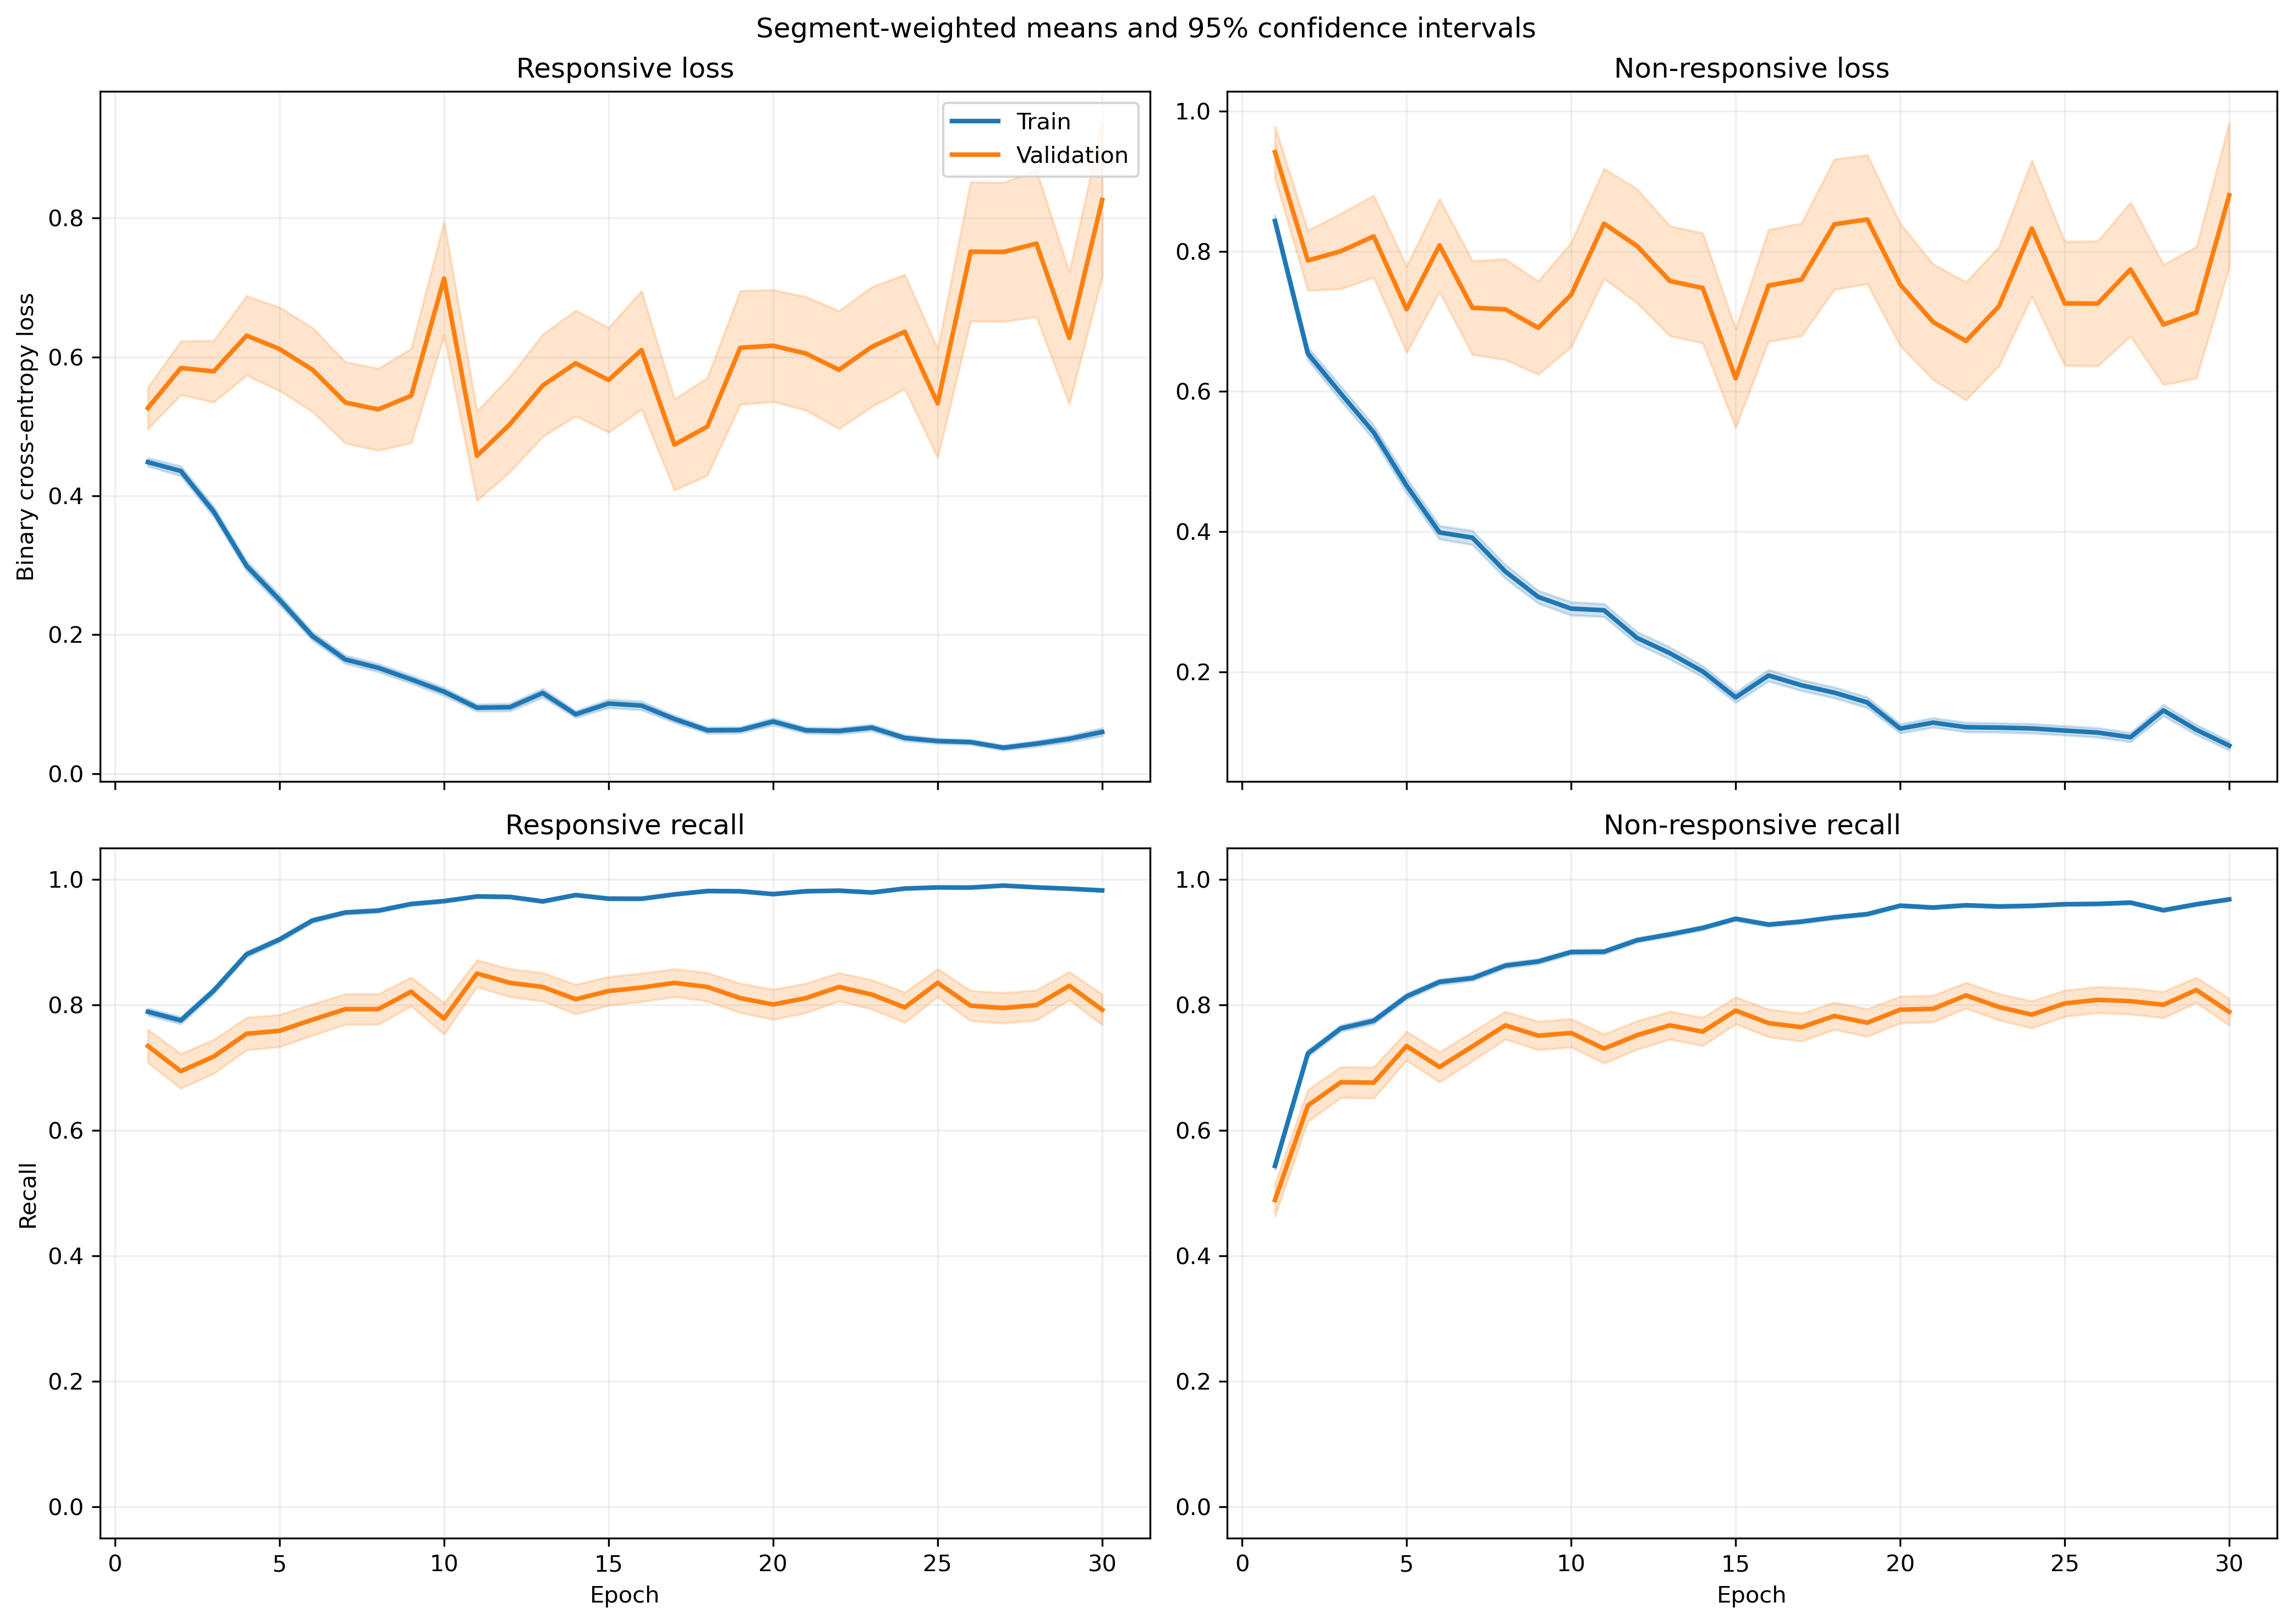 Segment-weighted means and 95% confidence intervals
Responsive loss
Non-responsive loss
Train
Validation
Binary cross-entropy loss
0.8
0.6
0.4
0.2
0.0
1.0
0.8
0.6
0.4
0.2
Responsive recall
Non-responsive recall
Recall
1.0
0.8
0.6
0.4
0.2
0.0
0 5 10 15 20 25 30
Epoch
1.0
0.8
0.6
0.4
0.2
0.0
0 5 10 15 20 25 30
Epoch